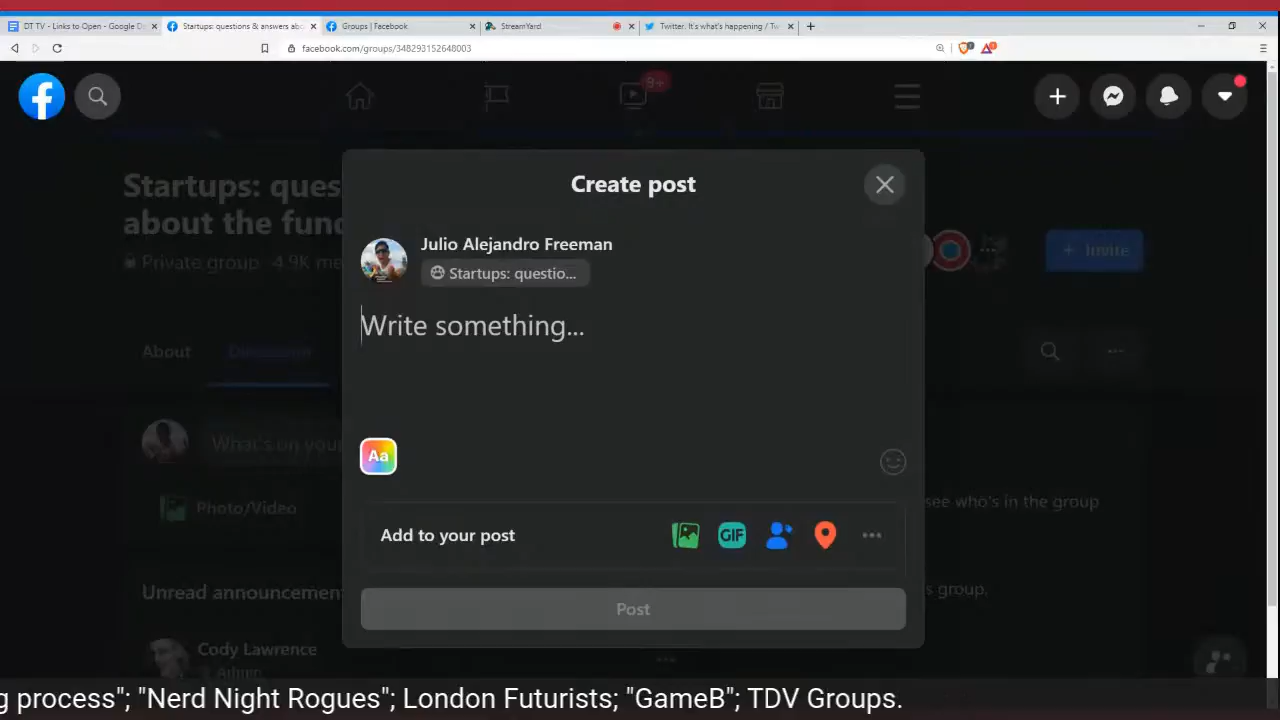 DT TV - Links to Open - Google D
Startups: questions & answers abo
Groups | Facebook
StreamYard
Twitter. It's what's happening / Tw
facebook.com/groups/348293152648003
9+
Startups: ques
about the fund
Private group · 4.9K me
+ Invite
Create post
Julio Alejandro Freeman
Startups: questio...
Write something...
About
Discussion
What's on your
Aa
see who's in the group
Photo/Video
Add to your post
GIF
Unread announcement
s group.
Post
Cody Lawrence
Admin
g process"; "Nerd Night Rogues"; London Futurists; "GameB"; TDV Groups.